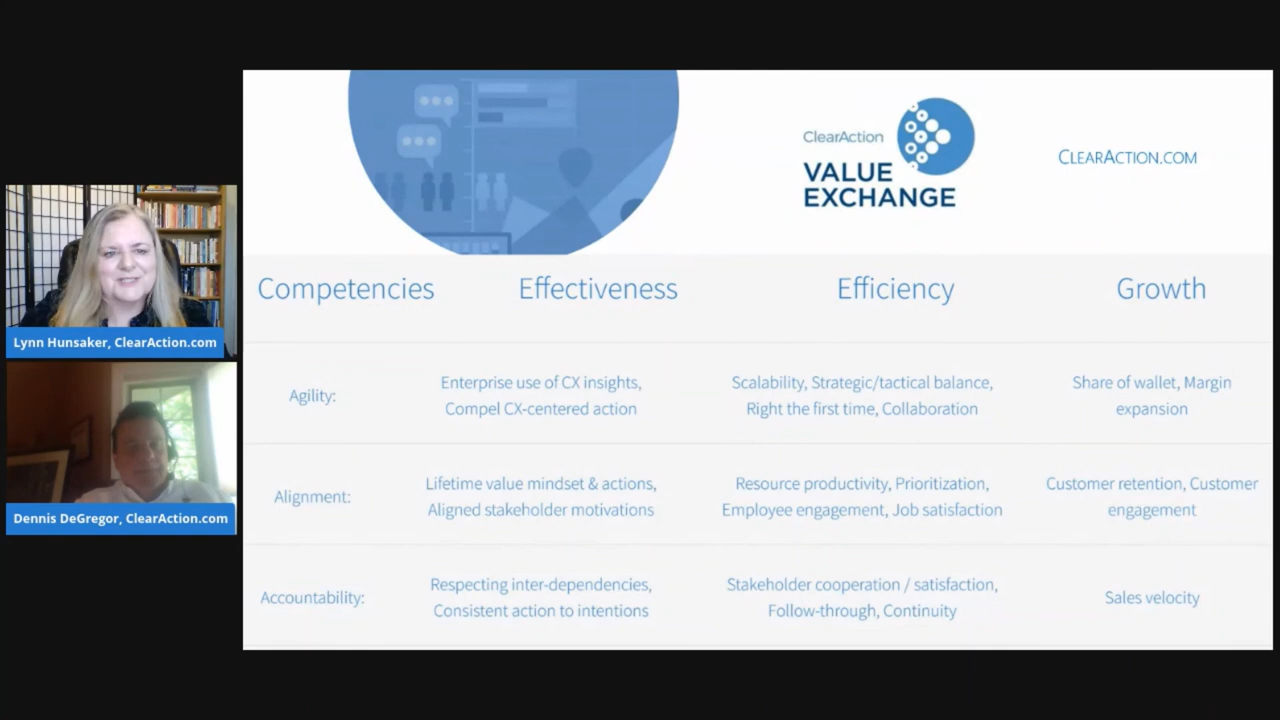 ClearAction
VALUE
EXCHANGE
CLEARACTION.COM
Competencies Effectiveness Efficiency Growth
Agility:
Enterprise use of CX insights,
Compel CX-centered action
Scalability, Strategic/tactical balance,
Right the first time, Collaboration
Share of wallet, Margin
expansion
Alignment:
Lifetime value mindset & actions,
Aligned stakeholder motivations
Resource productivity, Prioritization,
Employee engagement, Job satisfaction
Customer retention, Customer
engagement
Accountability:
Respecting inter-dependencies,
Consistent action to intentions
Stakeholder cooperation / satisfaction,
Follow-through, Continuity
Sales velocity
Lynn Hunsaker, ClearAction.com
Dennis DeGregor, ClearAction.com